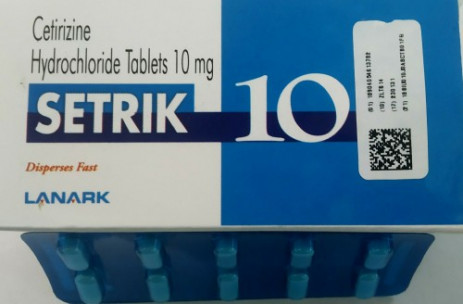 Cetirizine
Hydrochloride Tablets 10 mg
SETRIK 10
Disperses Fast
LANARK